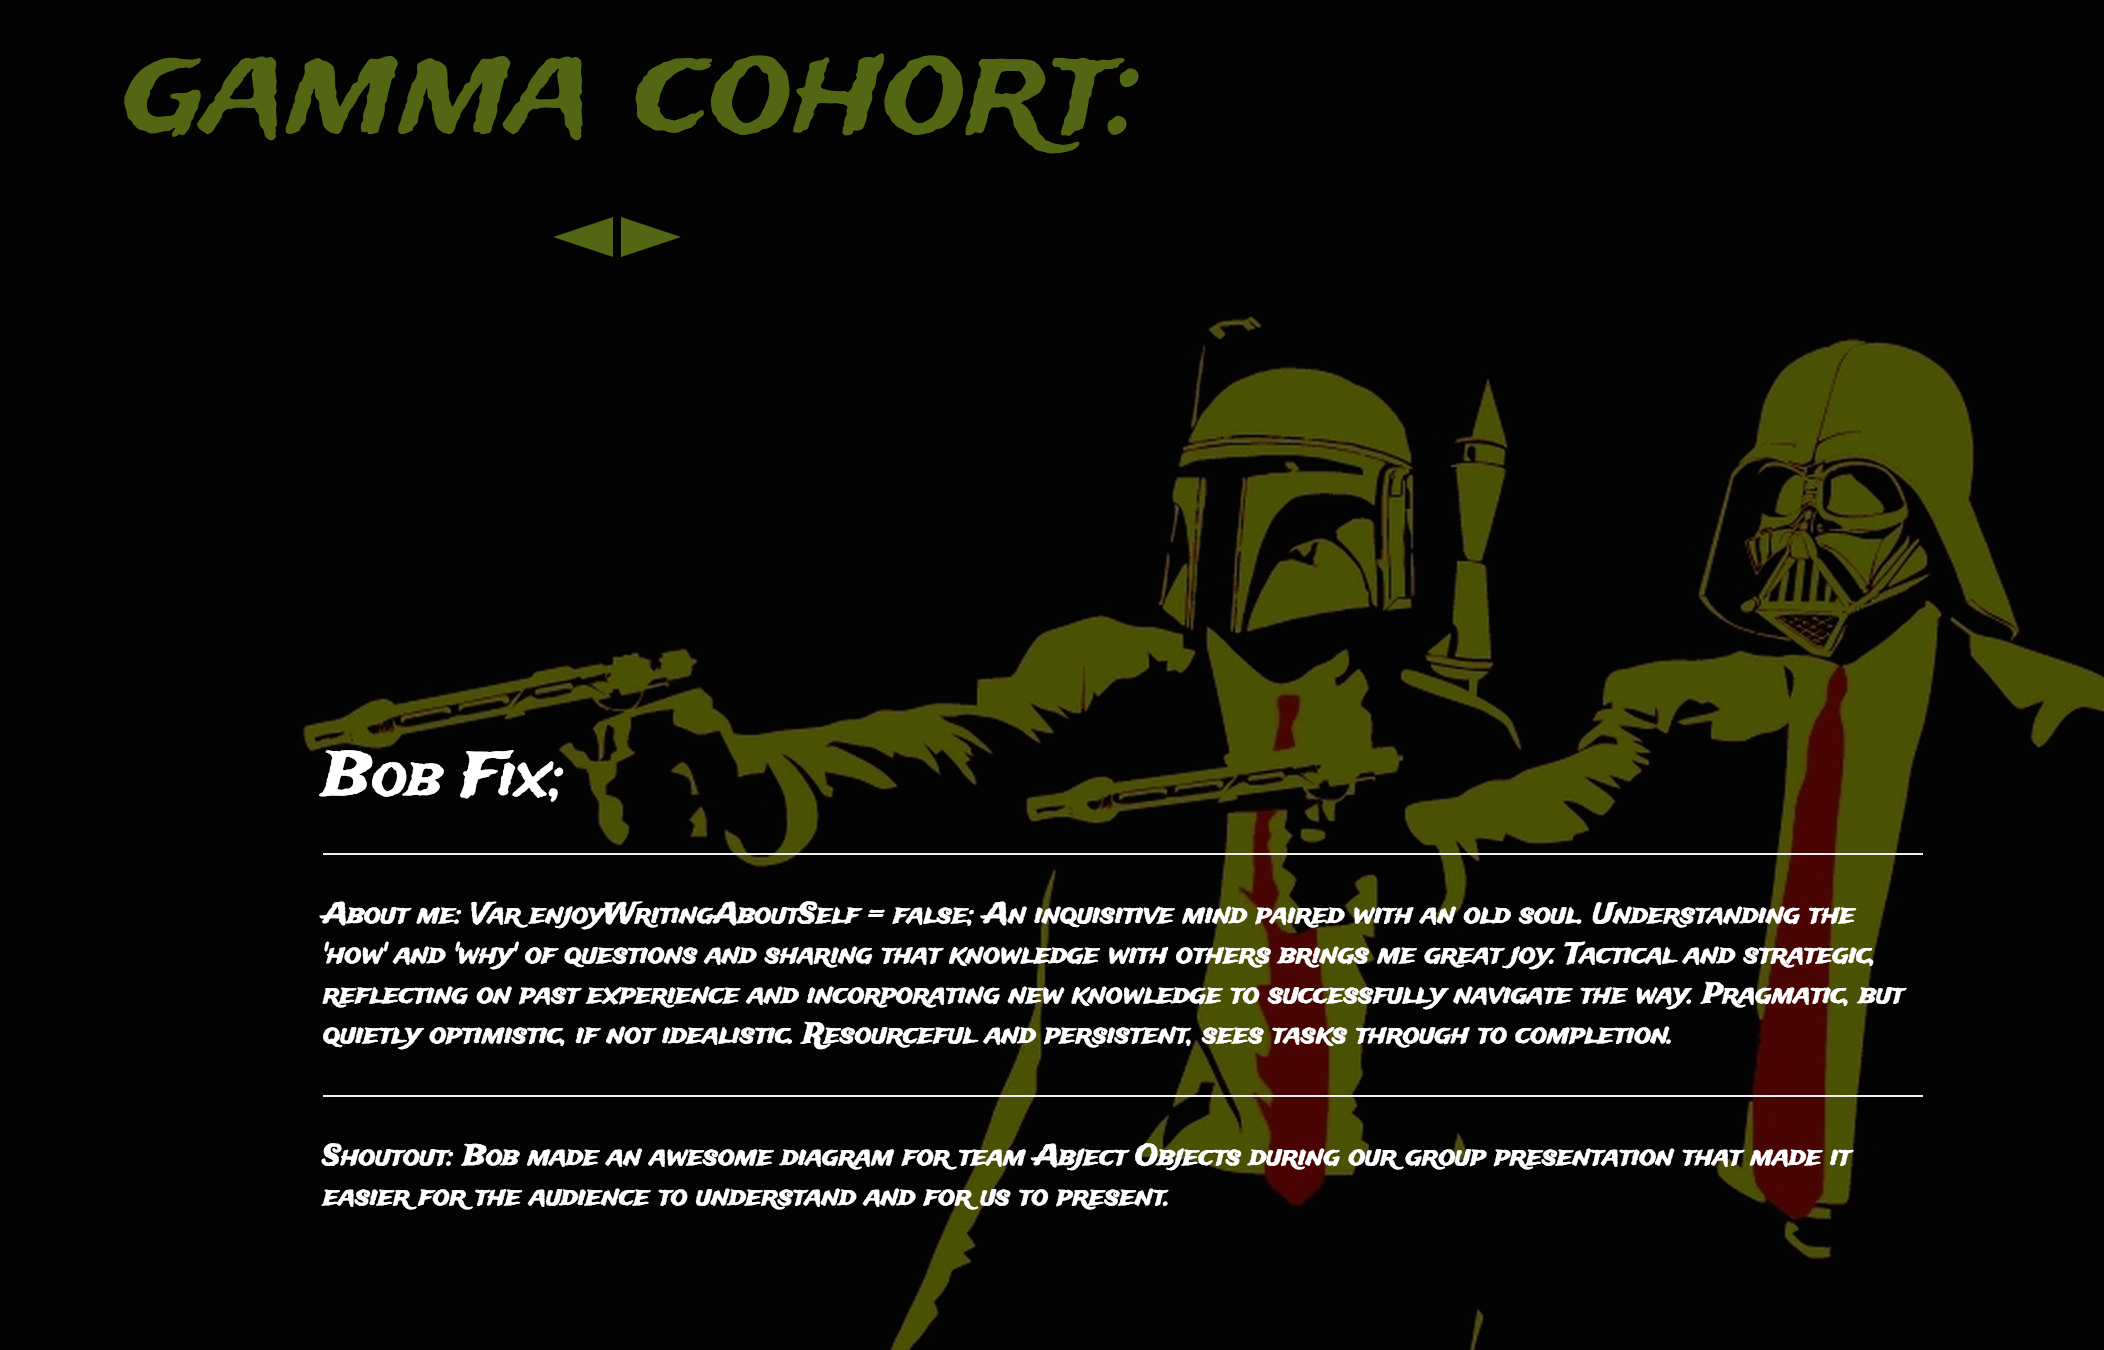 GAMMA COHORT:
Bob Fix;
About me: Var enjoyWritingAboutSelf = false; An inquisitive mind paired with an old soul. Understanding the
'how' and 'why' of questions and sharing that knowledge with others brings me great joy. Tactical and strategic,
reflecting on past experience and incorporating new knowledge to successfully navigate the way. Pragmatic, but
quietly optimistic, if not idealistic. Resourceful and persistent, sees tasks through to completion.
Shoutout: Bob made an awesome diagram for team Abject Objects during our group presentation that made it
easier for the audience to understand and for us to present.